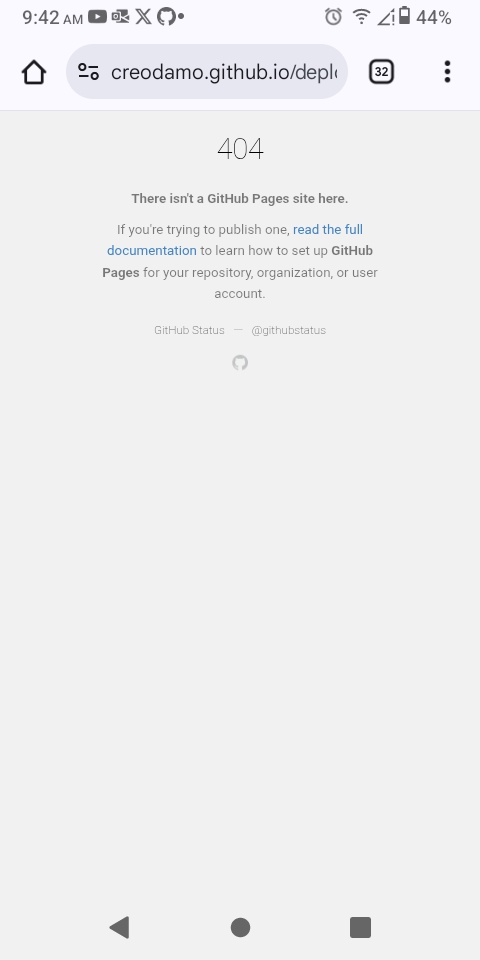 9:42 AM 44%
creodamo.github.io/depl
32
404
There isn't a GitHub Pages site here.
If you're trying to publish one, read the full
documentation to learn how to set up GitHub
Pages for your repository, organization, or user
account.
GitHub Status — @githubstatus